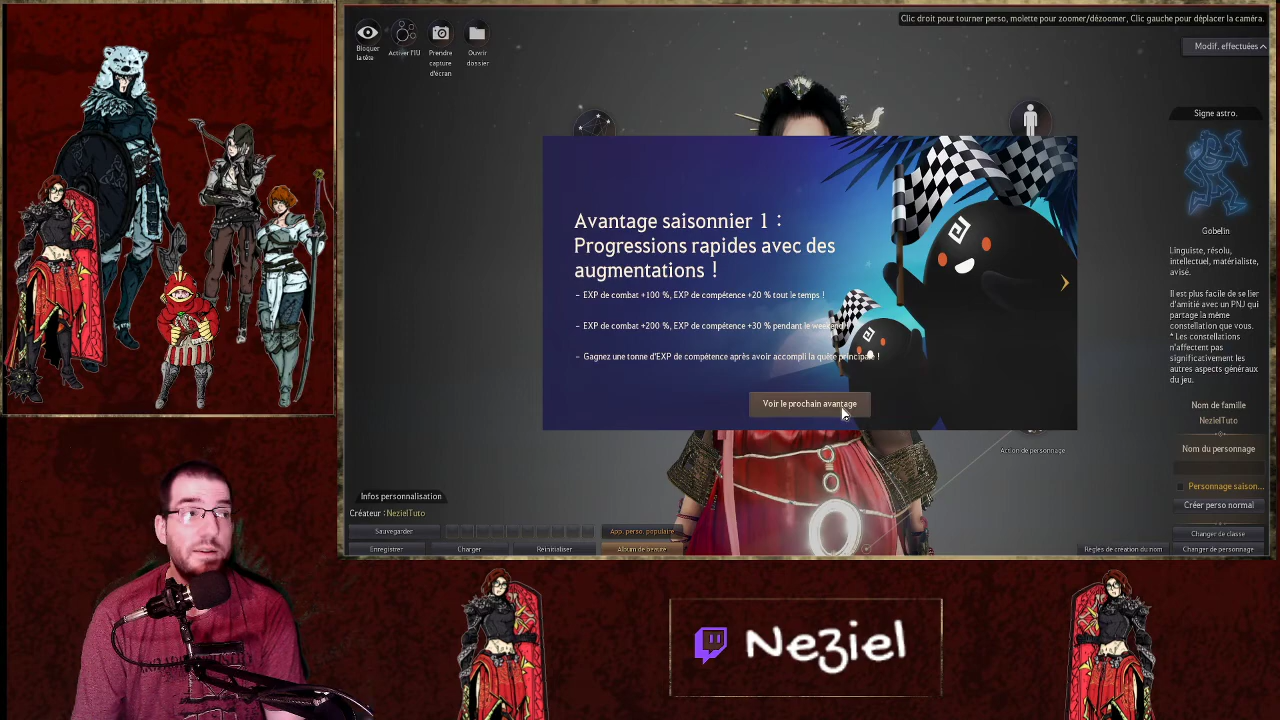 Clic droit pour tourner perso, molette pour zoomer/dézoomer, Clic gauche pour déplacer la caméra.
Bloquer
la tête
Activer l'IU
Prendre
capture
d'écran
Ouvrir
dossier
Modif. effectuées
Signe astro.
Gobelin
Linguiste, résolu,
intellectuel, matérialiste,
avisé.
Il est plus facile de se lier
d'amitié avec un PNJ qui
partage la même
constellation que vous.
* Les constellations
n'affectent pas
significativement les
autres aspects généraux
du jeu.
Avantage saisonnier 1 :
Progressions rapides avec des
augmentations !
- EXP de combat +100 %, EXP de compétence +20 % tout le temps !
- EXP de combat +200 %, EXP de compétence +30 % pendant le weekend !
- Gagnez une tonne d'EXP de compétence après avoir accompli la quête principale !
Voir le prochain avantage
Action de personnage
Nom de famille
NezielTuto
Nom du personnage
Personnage saison...
Créer perso normal
Changer de classe
Changer de personnage
Règles de création du nom
Infos personnalisation
Créateur : NezielTuto
Sauvegarder
App. perso. populaire
Enregistrer
Charger
Réinitialiser
Album de beauté
Neziel